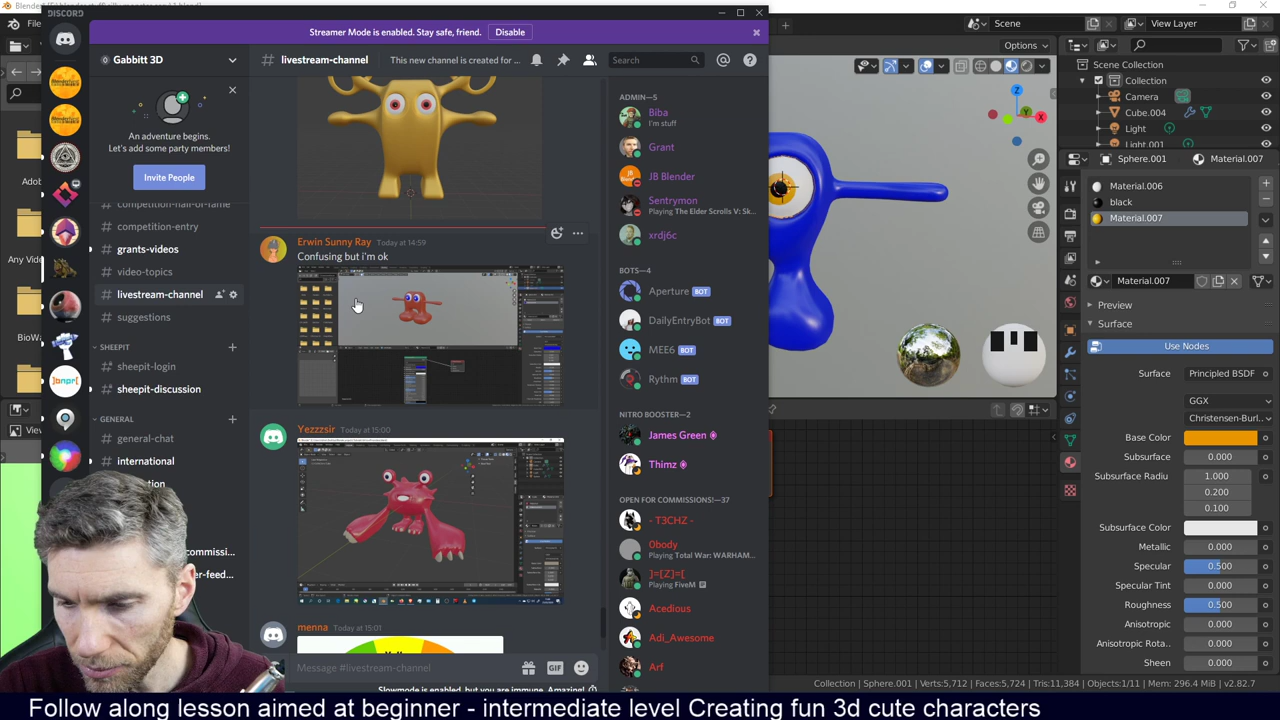 DISCORD
Streamer Mode is enabled. Stay safe, friend.
Disable
Gabbitt 3D
livestream-channel
This new channel is created for ...
Search
An adventure begins.
Let's add some party members!
Invite People
competition-entry
grants-videos
video-topics
livestream-channel
suggestions
SHEEPIT
sheepit-login
sheepit-discussion
GENERAL
general-chat
international
Erwin Sunny Ray Today at 14:59
Confusing but i'm ok
Yezzzsir Today at 15:00
menna Today at 15:01
Message #livestream-channel
GIF
Slowmode is enabled, but you are immune. Amazing!
ADMIN—5
Biba
I'm stuff
Grant
JB Blender
Sentrymon
Playing The Elder Scrolls V: Sk...
xrdj6c
BOTS—4
Aperture BOT
DailyEntryBot BOT
MEE6 BOT
Rythm BOT
NITRO BOOSTER—2
James Green
Thimz
OPEN FOR COMMISSIONS!—37
- T3CHZ -
0body
Playing Total War: WARHAM...
]=[Z]=[
Playing FiveM
Acedious
Adi_Awesome
Arf
Scene
View Layer
Options
Scene Collection
Collection
Camera
Cube.004
Light
Light.001
Sphere.001
Material.007
Material.006
black
Material.007
Material.007
Preview
Surface
Use Nodes
Surface
Principled BSDF
GGX
Christensen-Burl..
Base Color
Subsurface 0.000
Subsurface Radiu 1.000
0.200
0.100
Subsurface Color
Metallic 0.000
Specular 0.500
Specular Tint 0.000
Roughness 0.500
Anisotropic 0.000
Anisotropic Rota.. 0.000
Sheen 0.000
Collection | Sphere.001 | Verts:5,712 | Faces:5,724 | Tris:11,384 | Objects:1/11 | Mem: 296.4 MiB | v2.82.7
Follow along lesson aimed at beginner - intermediate level Creating fun 3d cute characters